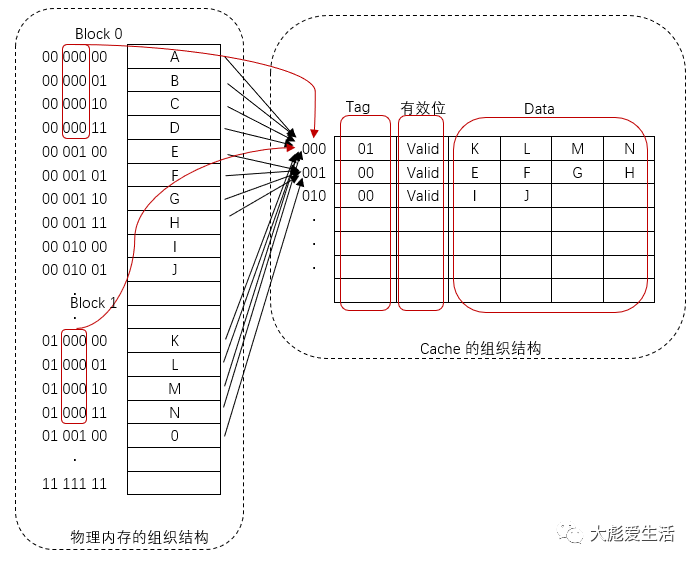 Block 0
00 000 00 A
00 000 01 B
00 000 10 C
00 000 11 D
00 001 00 E
00 001 01 F
00 001 10 G
00 001 11 H
00 010 00 I
00 010 01 J
.
Block 1
.
01 000 00 K
01 000 01 L
01 000 10 M
01 000 11 N
01 001 00 0
.
11 111 11
物理内存的组织结构
Tag 有效位 Data
000 01 Valid K L M N
001 00 Valid E F G H
010 00 Valid I J
.
.
.
Cache 的组织结构
大彪爱生活